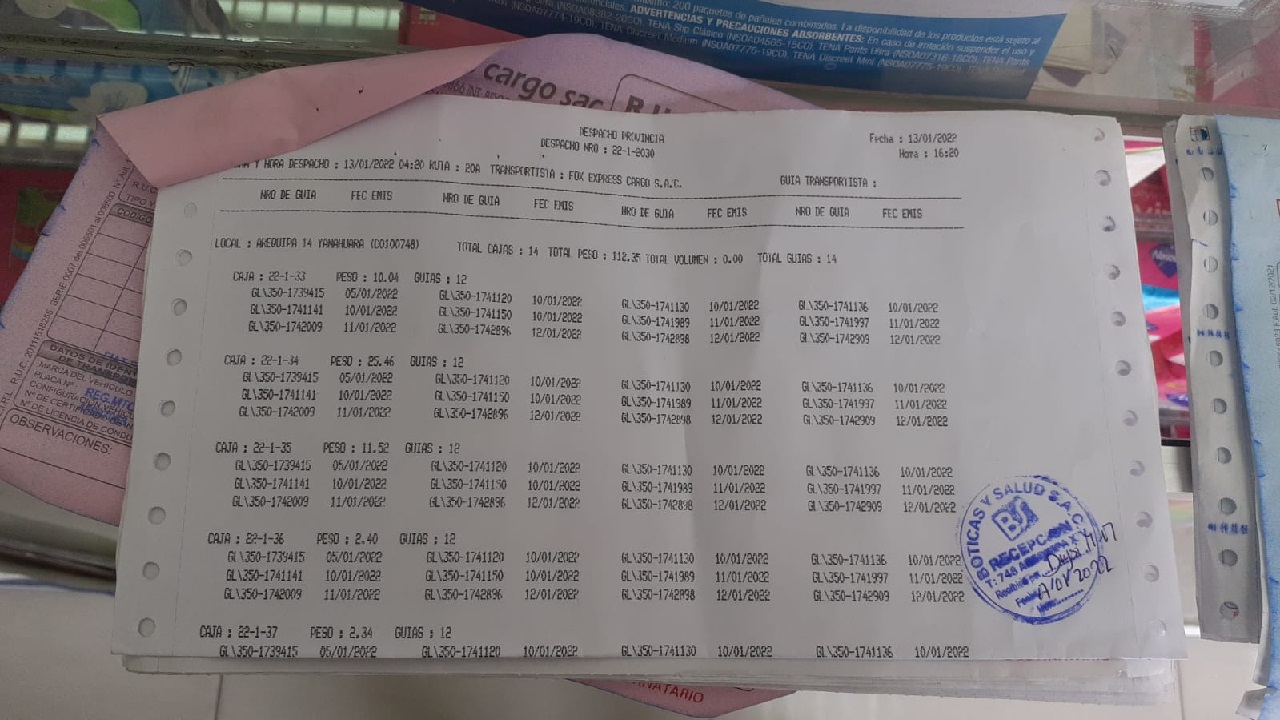 200 paquetes de pañales combinados. La disponibilidad de los productos está sujeta al
ADVERTENCIAS Y PRECAUCIONES ABSORBENTES: En caso de irritación suspender el uso y
cargo sac
R.U
DESPACHO PROVINCIA
DESPACHO NRO : 22-1-2030
Fecha : 13/01/2022
Hora : 16:20
Y HORA DESPACHO : 13/01/2022 04:20 RUTA : 20A TRANSPORTISTA : FOX EXPRESS CARGO S.A.C. GUIA TRANSPORTISTA :
NRO DE GUIA FEC EMIS NRO DE GUIA FEC EMIS NRO DE GUIA FEC EMIS NRO DE GUIA FEC EMIS
LOCAL : AREQUIPA 14 YANAHUARA (CO100748) TOTAL CAJAS : 14 TOTAL PESO : 112.35 TOTAL VOLUMEN : 0.00 TOTAL GUIAS : 14
CAJA : 22-1-33 PESO : 10.04 GUIAS : 12
GL\350-1739415 05/01/2022 GL\350-1741120 10/01/2022 GL\350-1741130 10/01/2022 GL\350-1741136 10/01/2022
GL\350-1741141 10/01/2022 GL\350-1741150 10/01/2022 GL\350-1741989 11/01/2022 GL\350-1741997 11/01/2022
GL\350-1742009 11/01/2022 GL\350-1742896 12/01/2022 GL\350-1742898 12/01/2022 GL\350-1742909 12/01/2022
CAJA : 22-1-34 PESO : 25.46 GUIAS : 12
GL\350-1739415 05/01/2022 GL\350-1741120 10/01/2022 GL\350-1741130 10/01/2022 GL\350-1741136 10/01/2022
GL\350-1741141 10/01/2022 GL\350-1741150 10/01/2022 GL\350-1741989 11/01/2022 GL\350-1741997 11/01/2022
GL\350-1742009 11/01/2022 GL\350-1742896 12/01/2022 GL\350-1742898 12/01/2022 GL\350-1742909 12/01/2022
CAJA : 22-1-35 PESO : 11.52 GUIAS : 12
GL\350-1739415 05/01/2022 GL\350-1741120 10/01/2022 GL\350-1741130 10/01/2022 GL\350-1741136 10/01/2022
GL\350-1741141 10/01/2022 GL\350-1741150 10/01/2022 GL\350-1741989 11/01/2022 GL\350-1741997 11/01/2022
GL\350-1742009 11/01/2022 GL\350-1742896 12/01/2022 GL\350-1742898 12/01/2022 GL\350-1742909 12/01/2022
CAJA : 22-1-36 PESO : 2.40 GUIAS : 12
GL\350-1739415 05/01/2022 GL\350-1741120 10/01/2022 GL\350-1741130 10/01/2022 GL\350-1741136 10/01/2022
GL\350-1741141 10/01/2022 GL\350-1741150 10/01/2022 GL\350-1741989 11/01/2022 GL\350-1741997 11/01/2022
GL\350-1742009 11/01/2022 GL\350-1742896 12/01/2022 GL\350-1742898 12/01/2022 GL\350-1742909 12/01/2022
CAJA : 22-1-37 PESO : 2.34 GUIAS : 12
GL\350-1739415 05/01/2022 GL\350-1741120 10/01/2022 GL\350-1741130 10/01/2022 GL\350-1741136 10/01/2022
BOTICAS Y SALUD S.A.C.
RECEPCION
OBSERVACIONES: